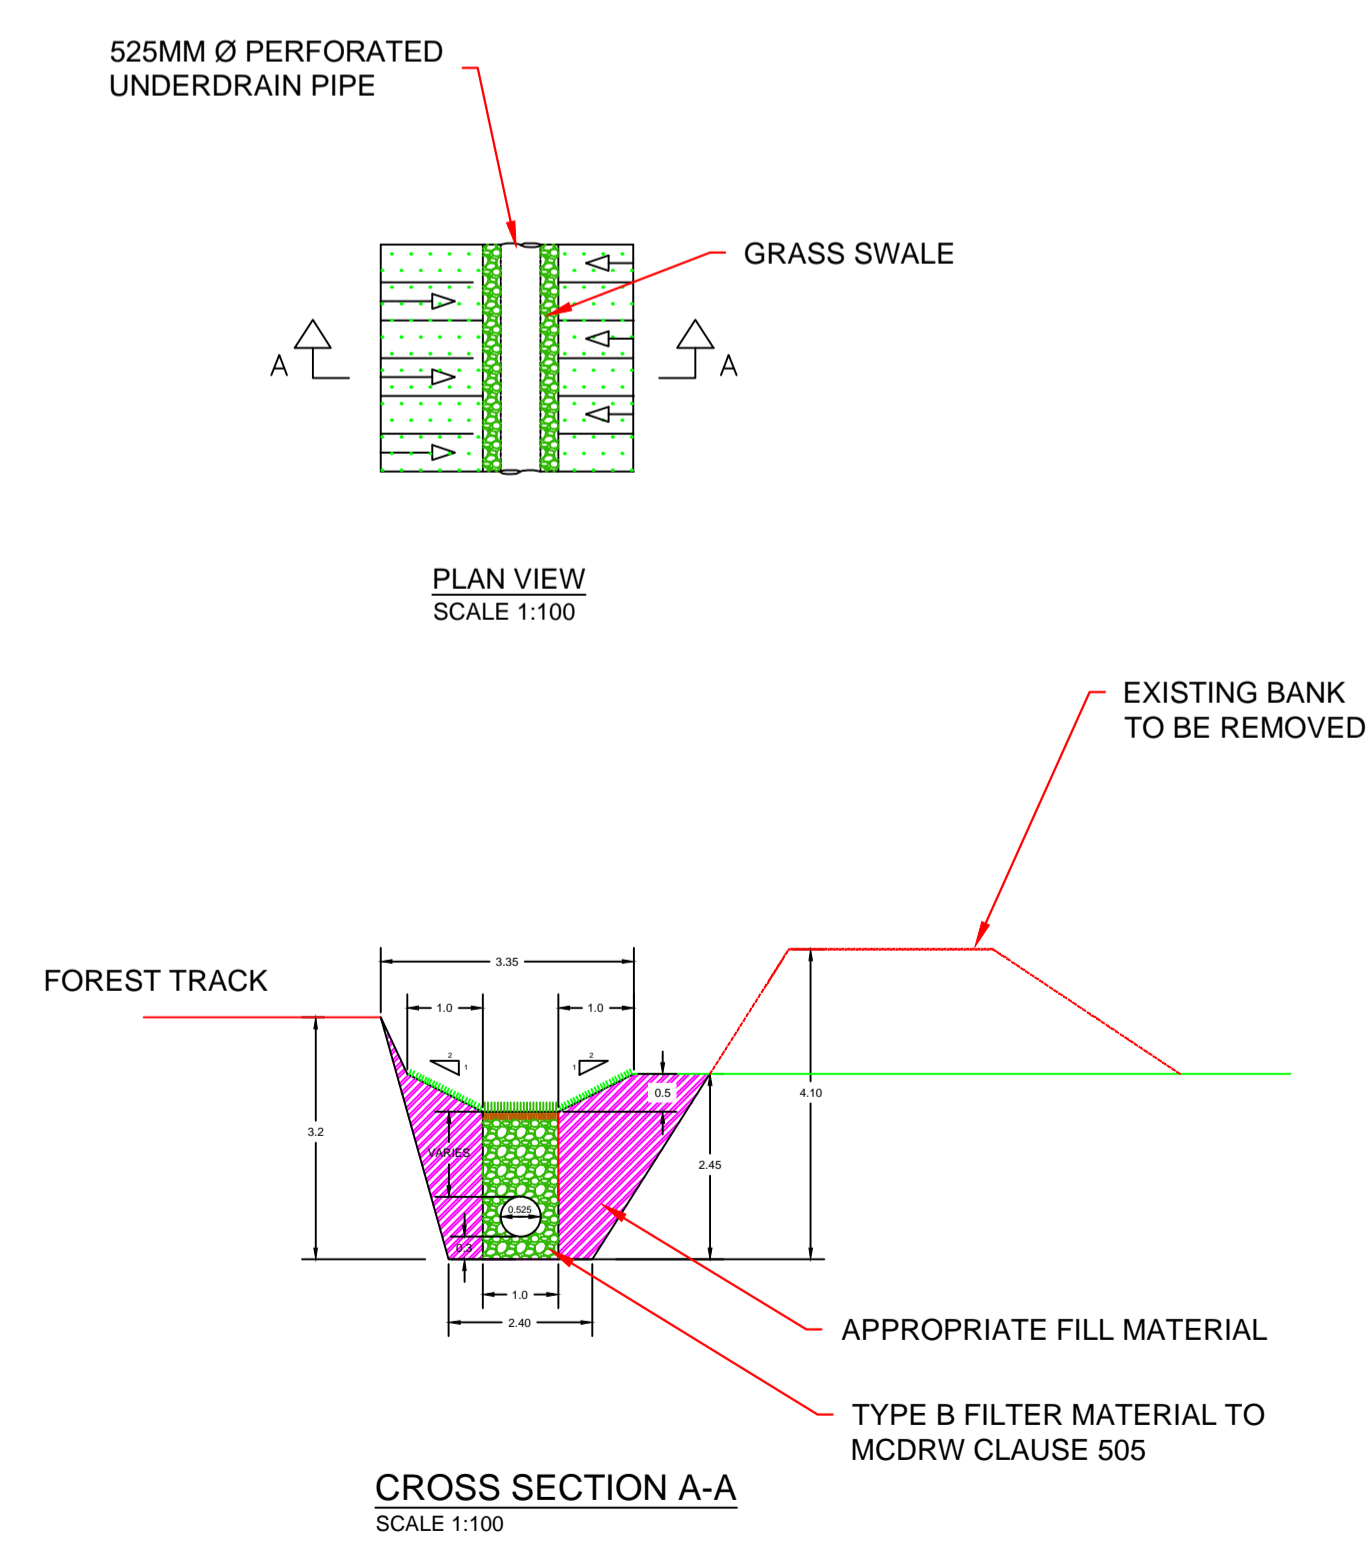 525MM Ø PERFORATED
UNDERDRAIN PIPE
GRASS SWALE
A
A
PLAN VIEW
SCALE 1:100
EXISTING BANK
TO BE REMOVED
FOREST TRACK
3.35
1.0
1.0
2
1
2
1
0.5
4.10
3.2
VARIES
2.45
0.525
0.3
1.0
2.40
APPROPRIATE FILL MATERIAL
TYPE B FILTER MATERIAL TO
MCDRW CLAUSE 505
CROSS SECTION A-A
SCALE 1:100